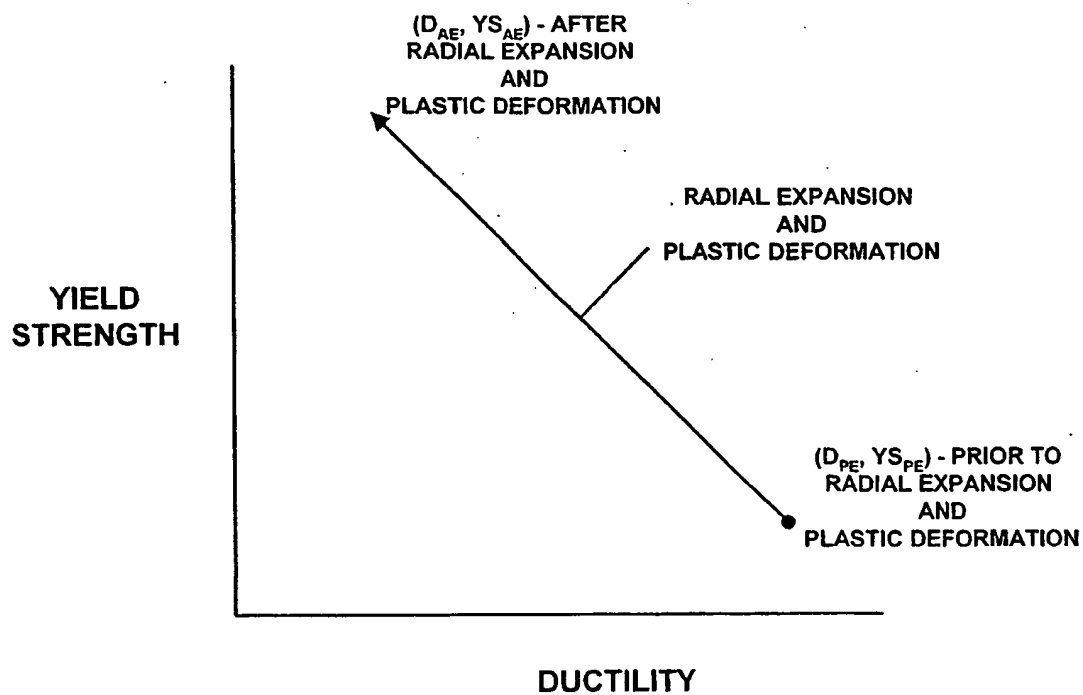 (D_AE, YS_AE) - AFTER
RADIAL EXPANSION
AND
PLASTIC DEFORMATION
RADIAL EXPANSION
AND
PLASTIC DEFORMATION
YIELD
STRENGTH
(D_PE, YS_PE) - PRIOR TO
RADIAL EXPANSION
AND
PLASTIC DEFORMATION
DUCTILITY